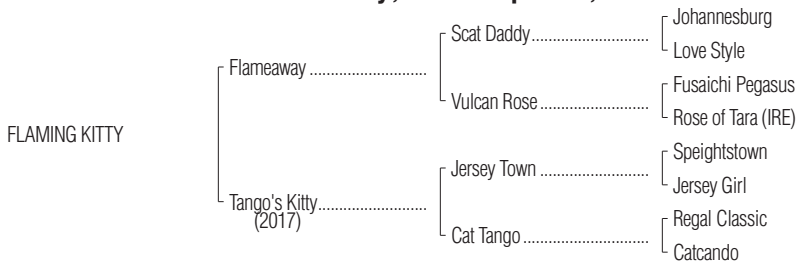 Johannesburg
Scat Daddy
Love Style
Flameaway
Fusaichi Pegasus
Vulcan Rose
Rose of Tara (IRE)
FLAMING KITTY
Speightstown
Jersey Town
Jersey Girl
Tango's Kitty
(2017)
Regal Classic
Cat Tango
Catcando